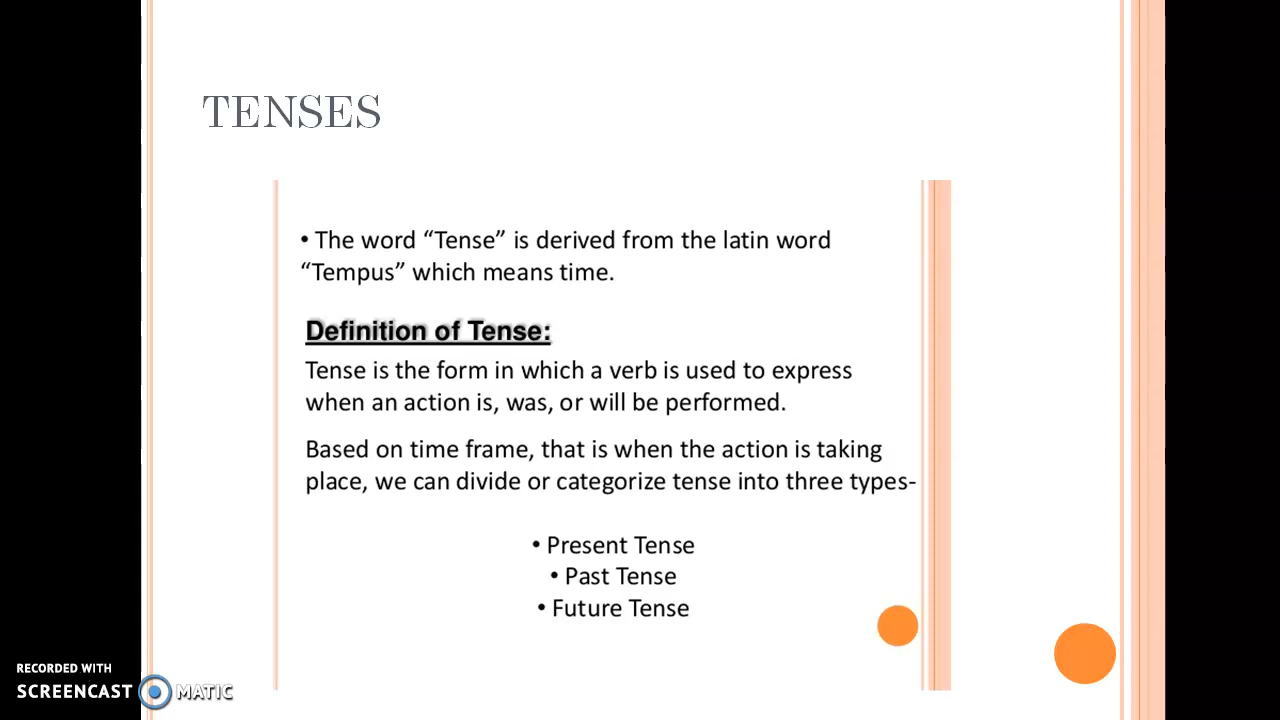 TENSES
• The word “Tense” is derived from the latin word
“Tempus” which means time.
Definition of Tense:
Tense is the form in which a verb is used to express
when an action is, was, or will be performed.
Based on time frame, that is when the action is taking
place, we can divide or categorize tense into three types-
• Present Tense
• Past Tense
• Future Tense
RECORDED WITH
SCREENCAST MATIC